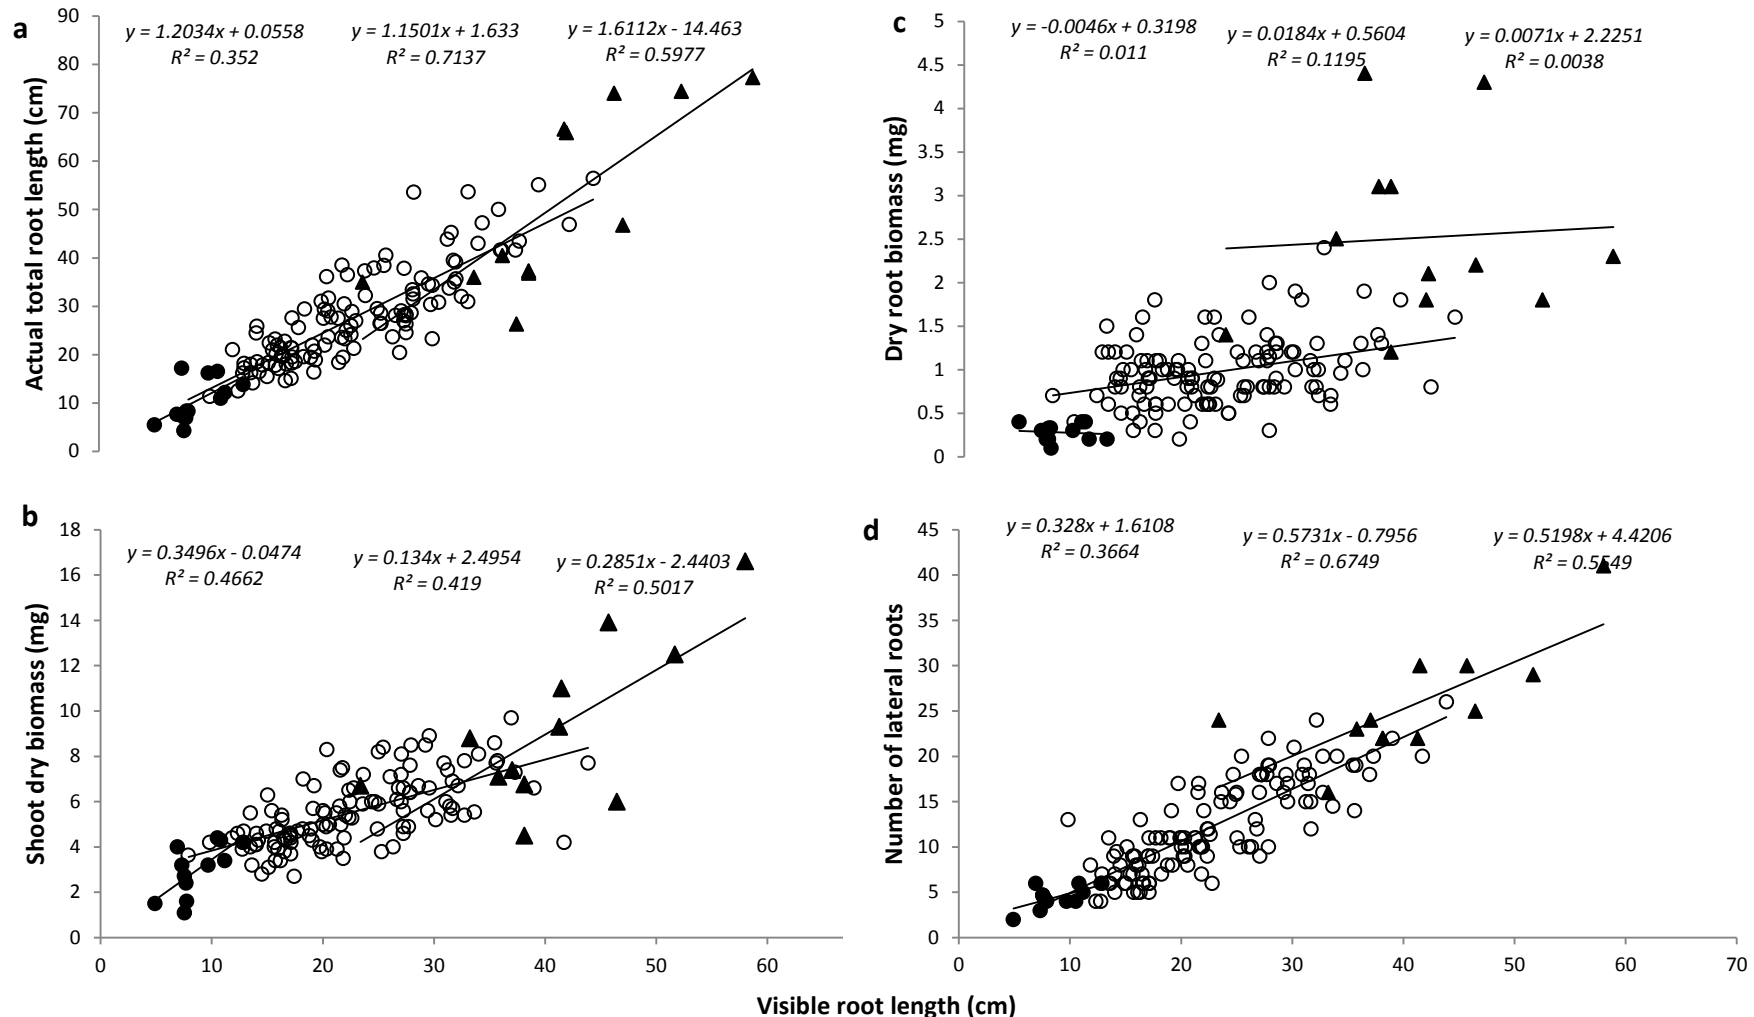 a
y = 1.2034x + 0.0558
R² = 0.352
y = 1.1501x + 1.633
R² = 0.7137
y = 1.6112x - 14.463
R² = 0.5977
Actual total root length (cm)
90
80
70
60
50
40
30
20
10
0
c
y = -0.0046x + 0.3198
R² = 0.011
y = 0.0184x + 0.5604
R² = 0.1195
y = 0.0071x + 2.2251
R² = 0.0038
Dry root biomass (mg)
5
4.5
4
3.5
3
2.5
2
1.5
1
0.5
0
b
y = 0.3496x - 0.0474
R² = 0.4662
y = 0.134x + 2.4954
R² = 0.419
y = 0.2851x - 2.4403
R² = 0.5017
Shoot dry biomass (mg)
18
16
14
12
10
8
6
4
2
0
0 10 20 30 40 50 60
d
y = 0.328x + 1.6108
R² = 0.3664
y = 0.5731x - 0.7956
R² = 0.6749
y = 0.5198x + 4.4206
R² =
Number of lateral roots
45
40
35
30
25
20
15
10
5
0
0 10 20 30 40 50 60 70
Visible root length (cm)